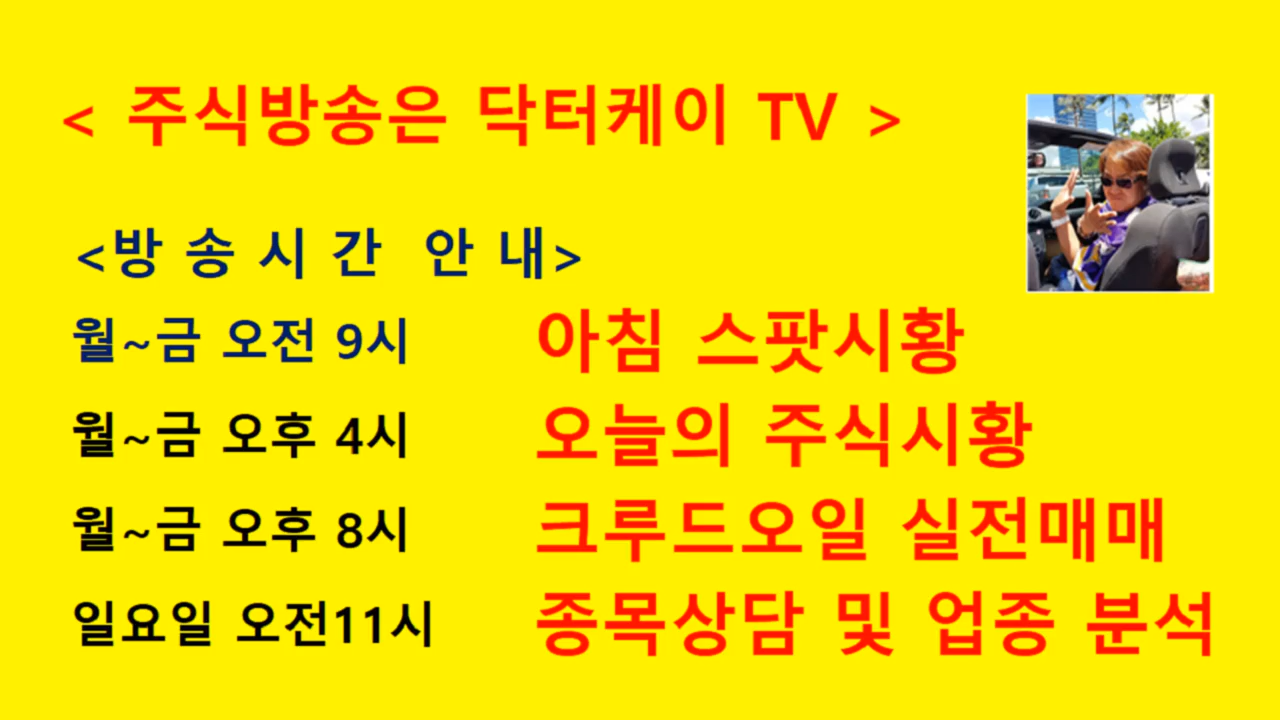 < 주식방송은 닥터케이 TV >
<방 송 시 간 안 내>
월~금 오전 9시 아침 스팟시황
월~금 오후 4시 오늘의 주식시황
월~금 오후 8시 크루드오일 실전매매
일요일 오전11시 종목상담 및 업종 분석